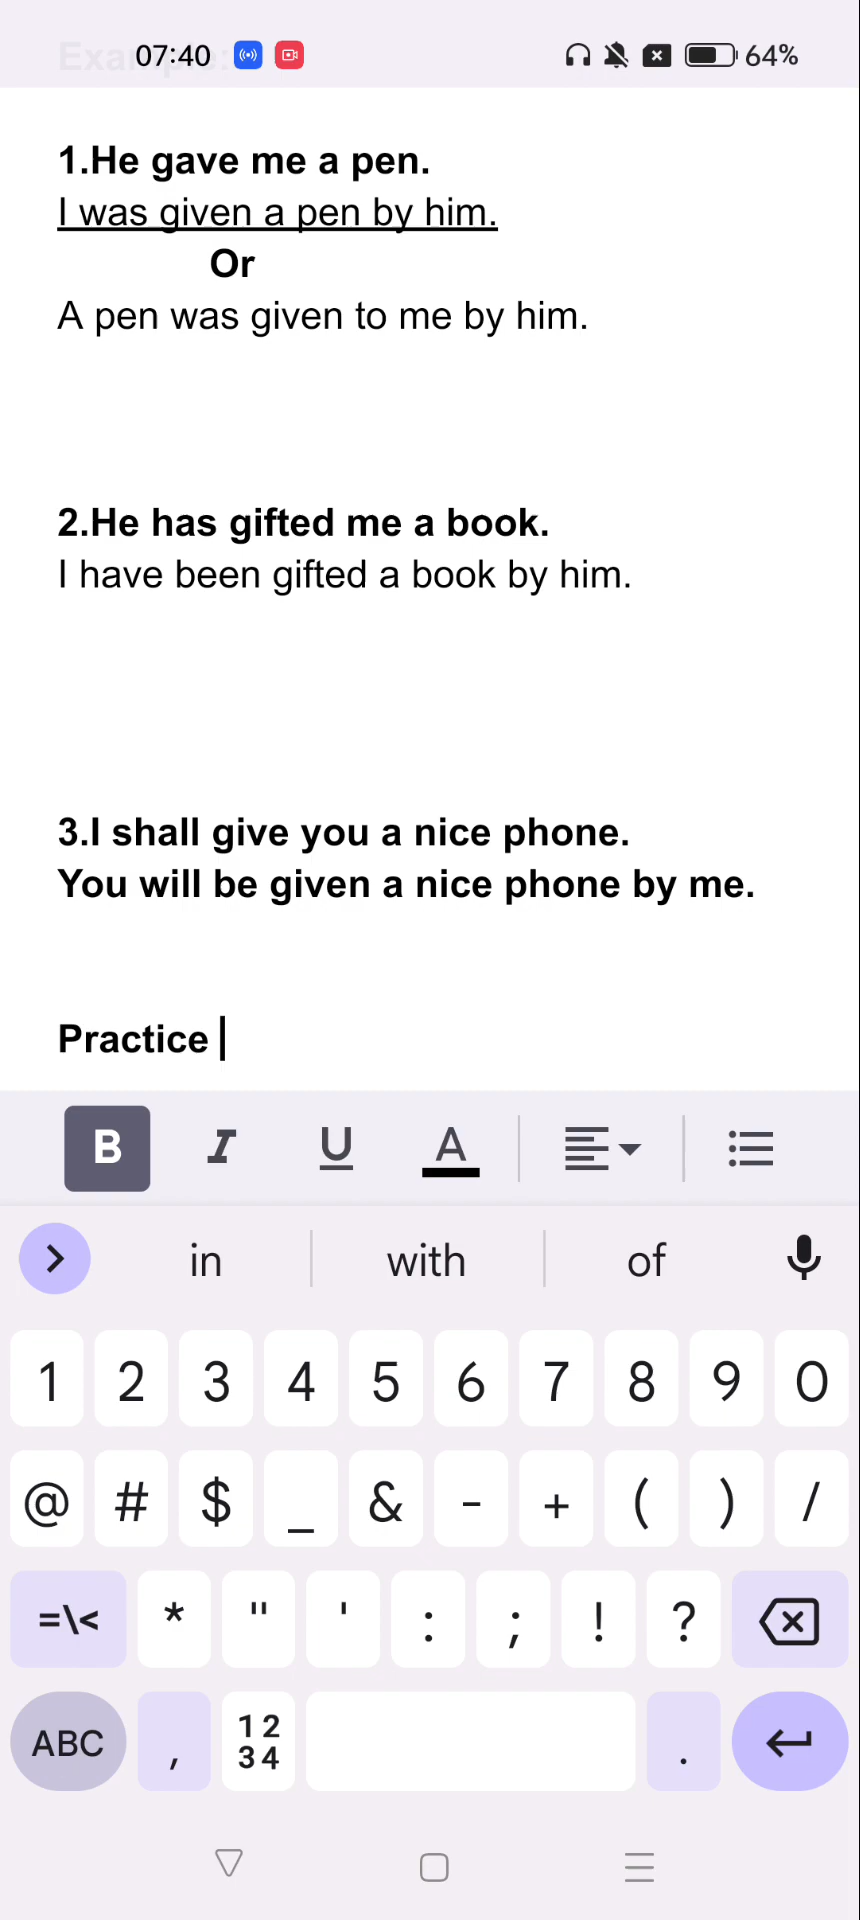 Example:
07:40
64%
1.He gave me a pen.
I was given a pen by him.
Or
A pen was given to me by him.
2.He has gifted me a book.
I have been gifted a book by him.
3.I shall give you a nice phone.
You will be given a nice phone by me.
Practice
B I U A
in with of
1 2 3 4 5 6 7 8 9 0
@ # $ _ & - + ( ) /
=\< * " ' : ; ! ?
ABC , 12 .
34